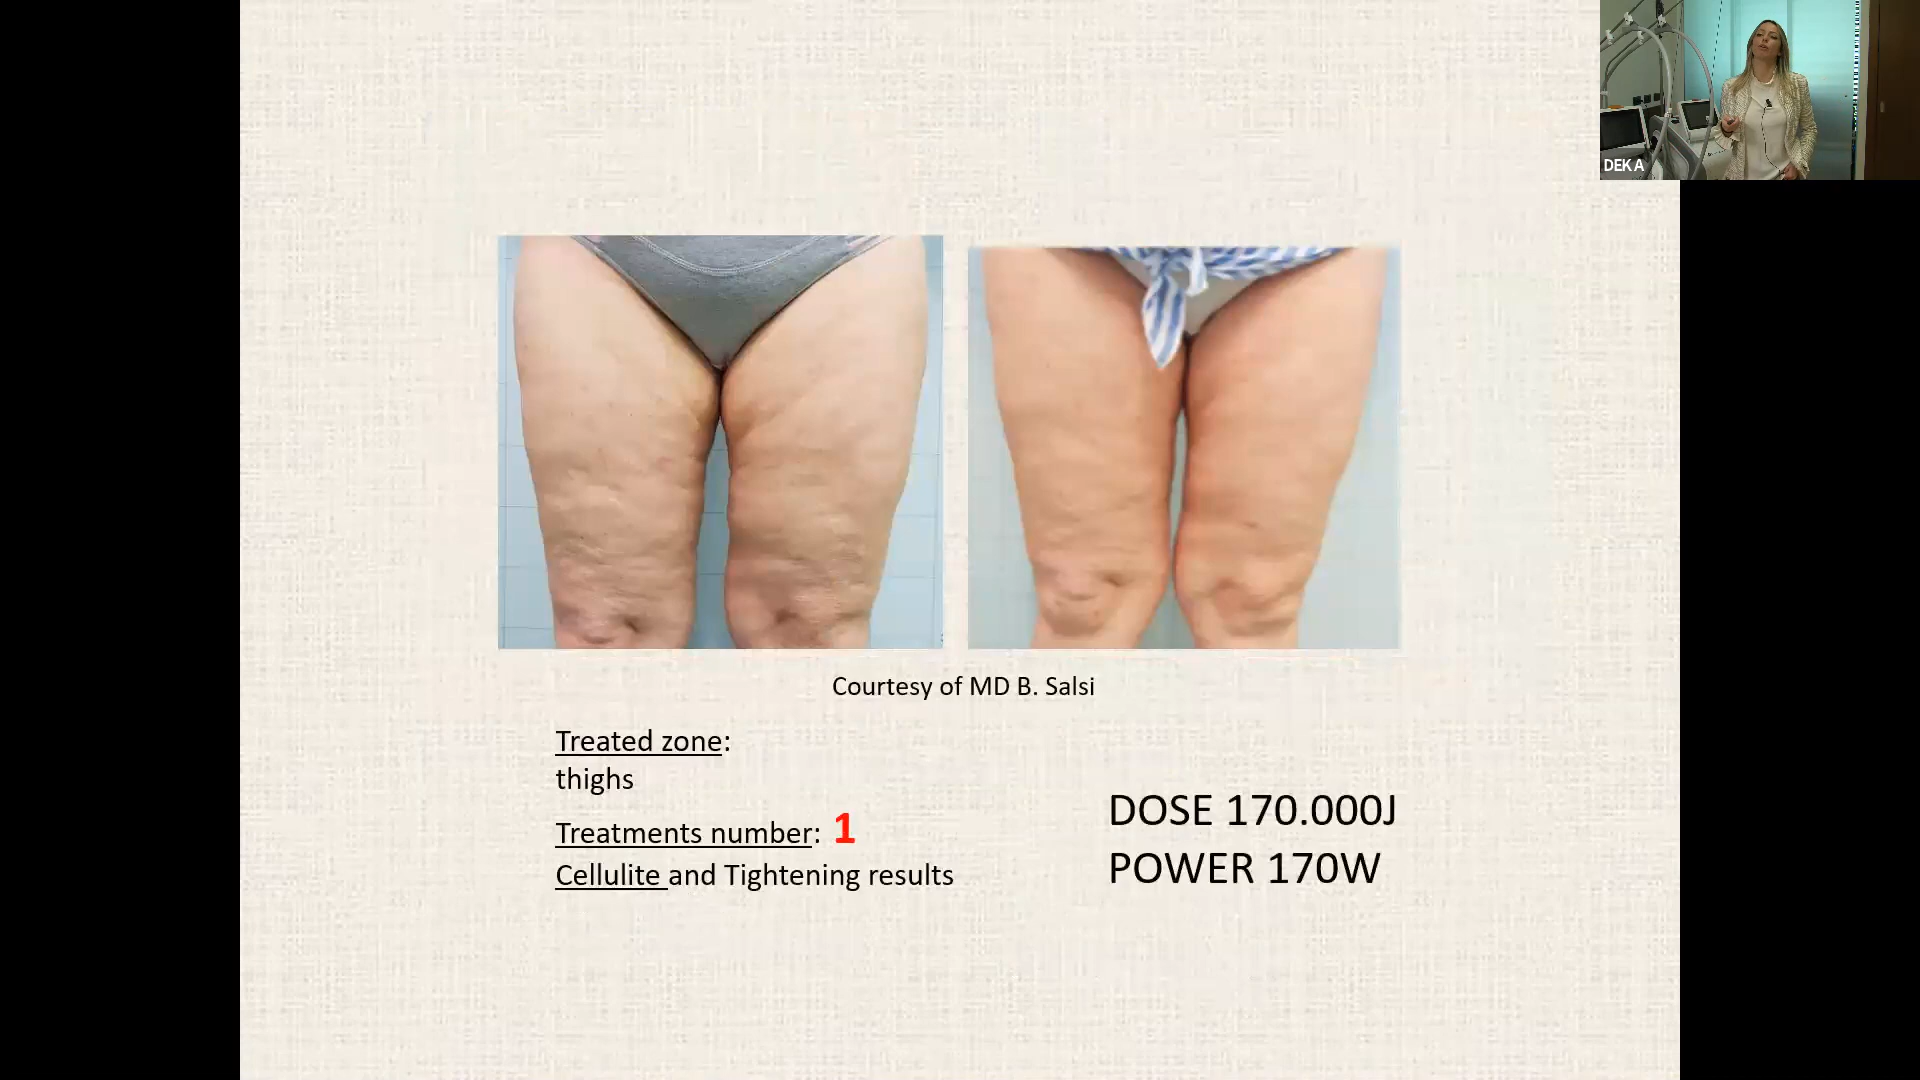 DEKA
Courtesy of MD B. Salsi
Treated zone:
thighs
Treatments number: 1
Cellulite and Tightening results
DOSE 170.000J
POWER 170W